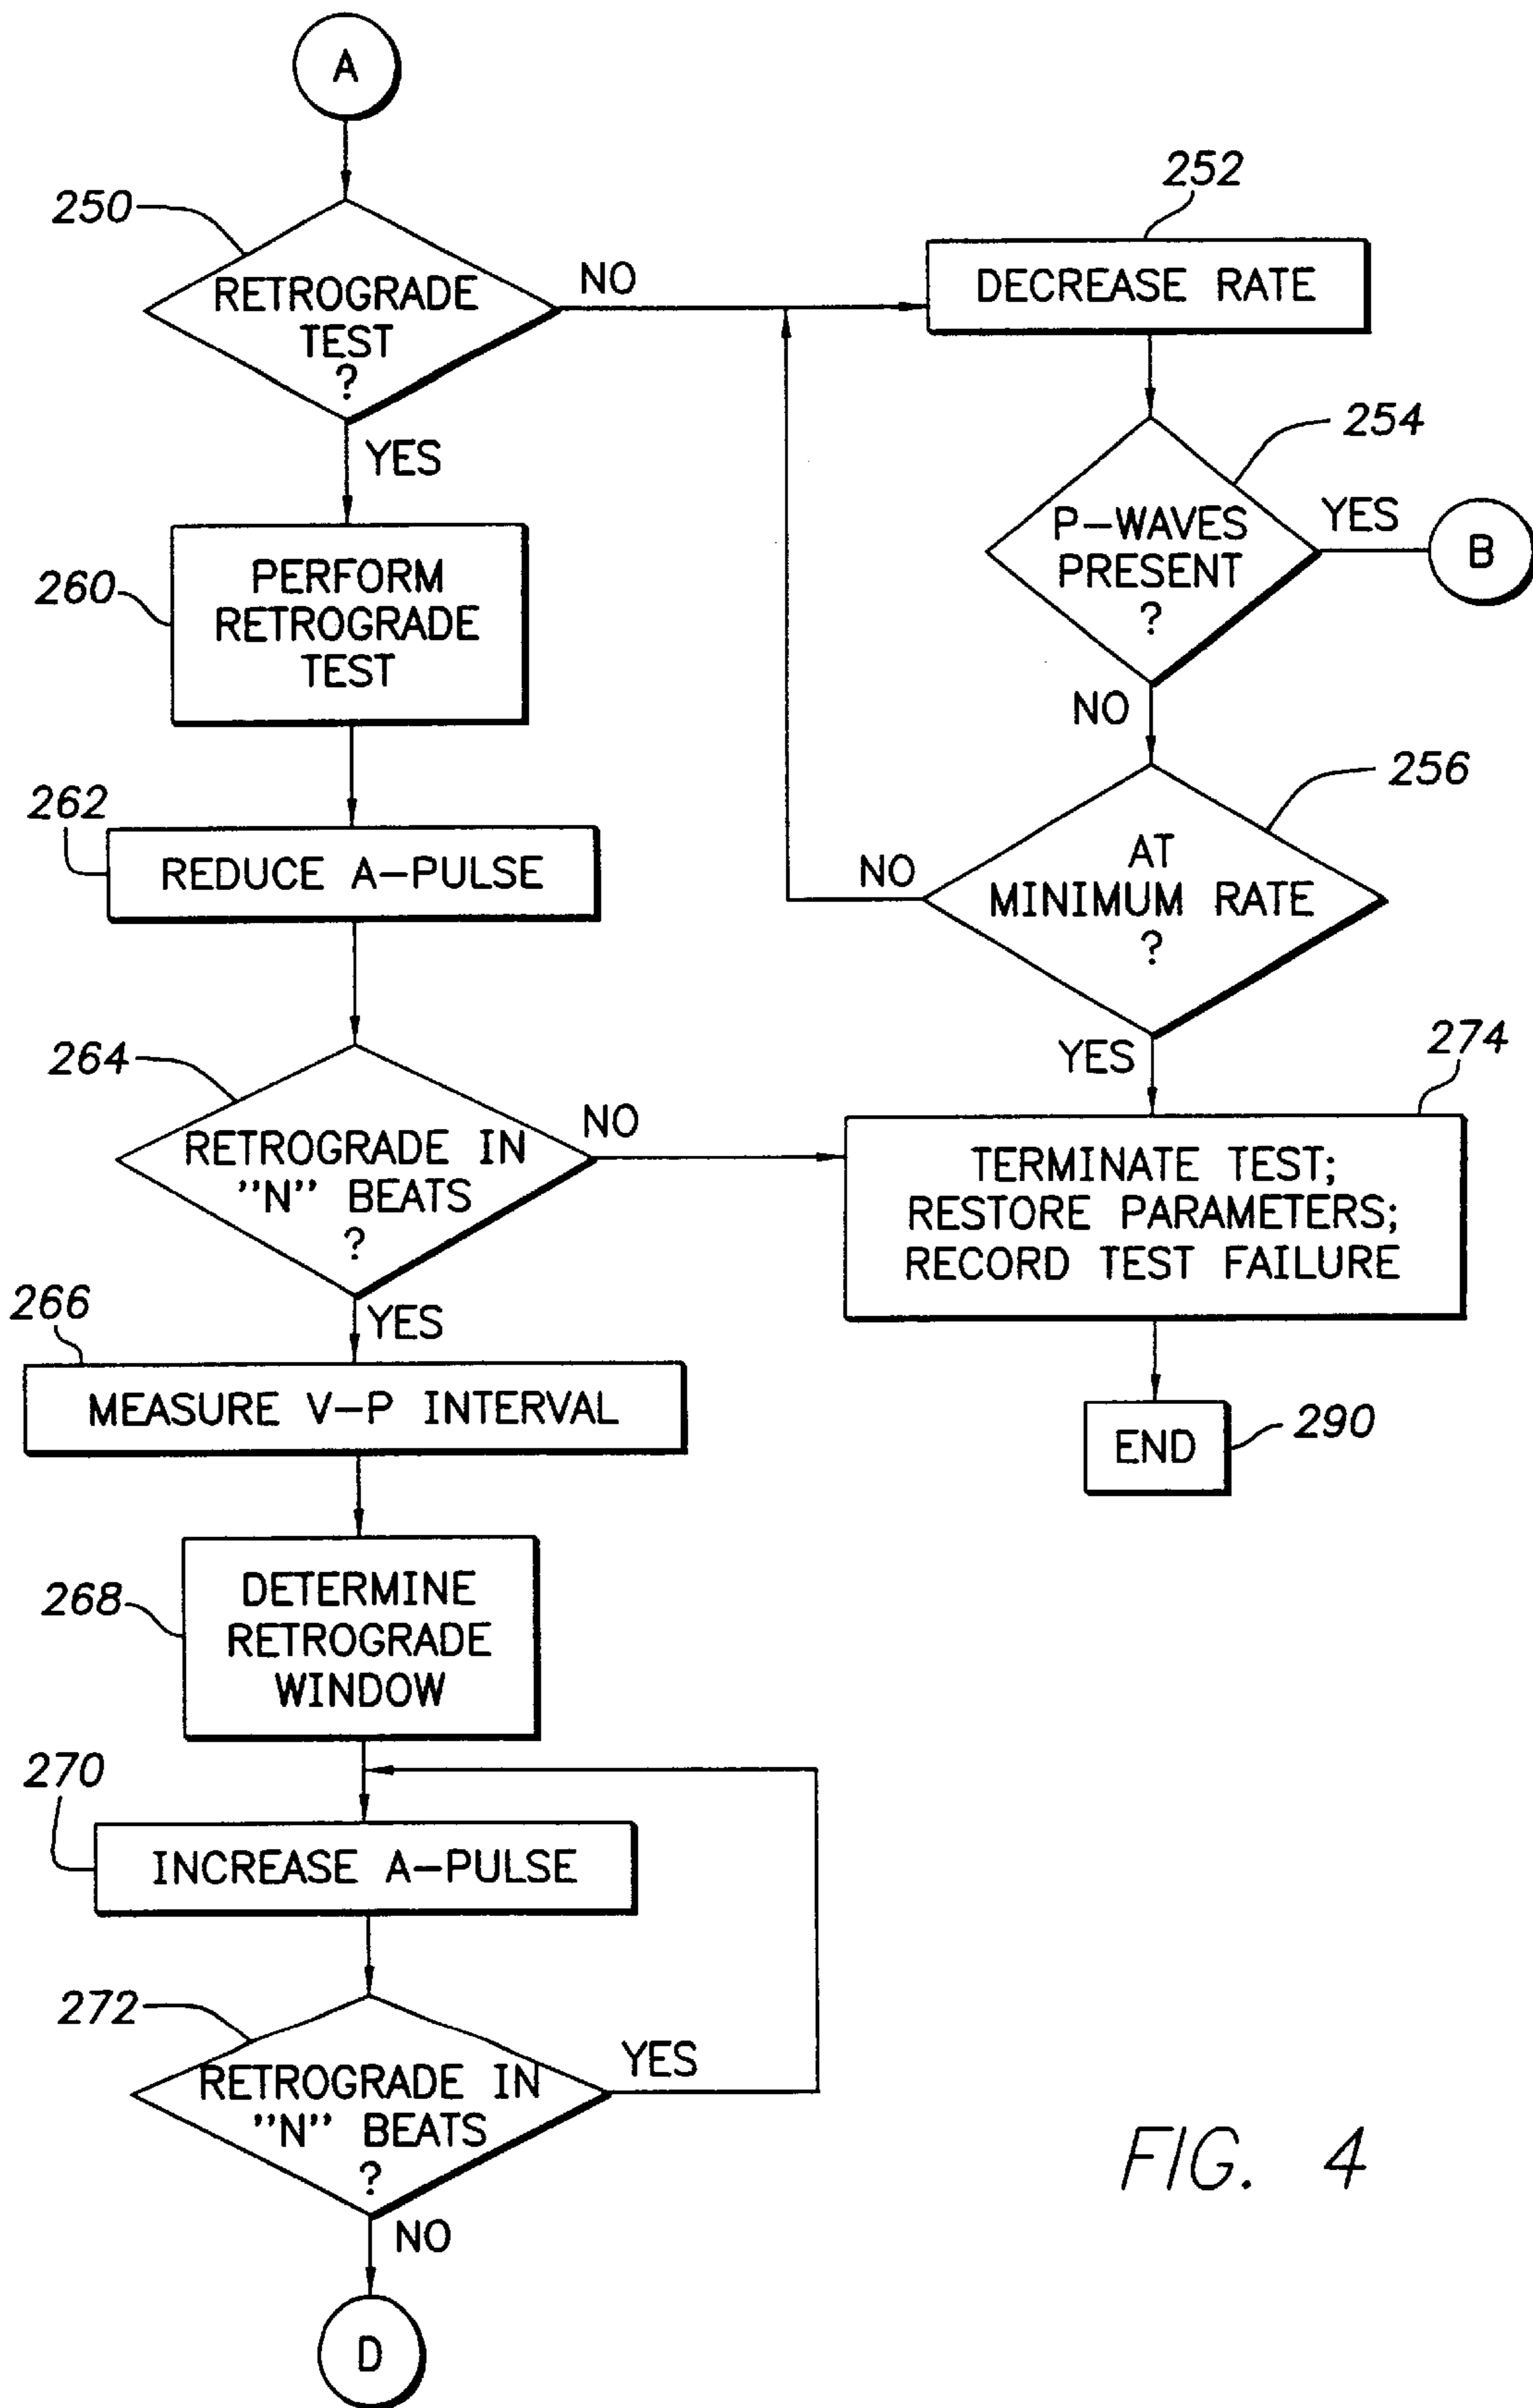 A
250
RETROGRADE
TEST
?
NO
YES
252
DECREASE RATE
254
P-WAVES
PRESENT
?
YES
B
NO
256
AT
MINIMUM RATE
?
NO
YES
260
PERFORM
RETROGRADE
TEST
262
REDUCE A-PULSE
264
RETROGRADE IN
"N" BEATS
?
NO
YES
274
TERMINATE TEST;
RESTORE PARAMETERS;
RECORD TEST FAILURE
END
290
266
MEASURE V-P INTERVAL
268
DETERMINE
RETROGRADE
WINDOW
270
INCREASE A-PULSE
272
RETROGRADE IN
"N" BEATS
?
YES
NO
D
FIG. 4